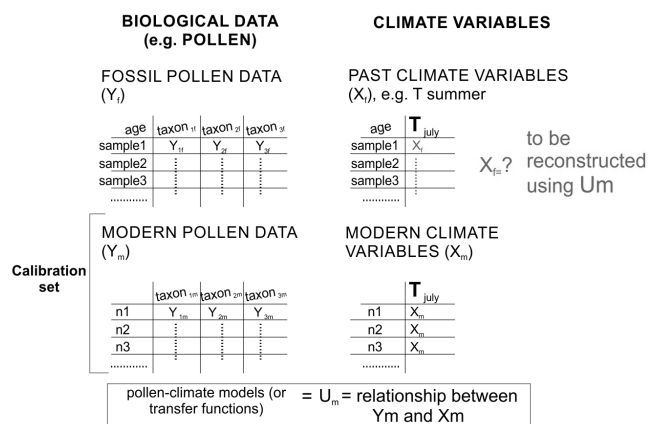 BIOLOGICAL DATA
(e.g. POLLEN)
CLIMATE VARIABLES
FOSSIL POLLEN DATA
(Yf)
PAST CLIMATE VARIABLES
(Xf), e.g. T summer
age taxon 1f taxon 2f taxon 3f
sample1 Y1f Y2f Y3f
sample2
sample3
............
age T july
sample1 Xf
sample2
sample3
............
Xf=?
to be
reconstructed
using Um
Calibration
set
MODERN POLLEN DATA
(Ym)
MODERN CLIMATE
VARIABLES (Xm)
taxon 1m taxon 2m taxon 3m
n1 Y1m Y2m Y3m
n2
n3
............
T july
n1 Xm
n2 Xm
n3 Xm
............
pollen-climate models (or
transfer functions)
= Um = relationship between
Ym and Xm